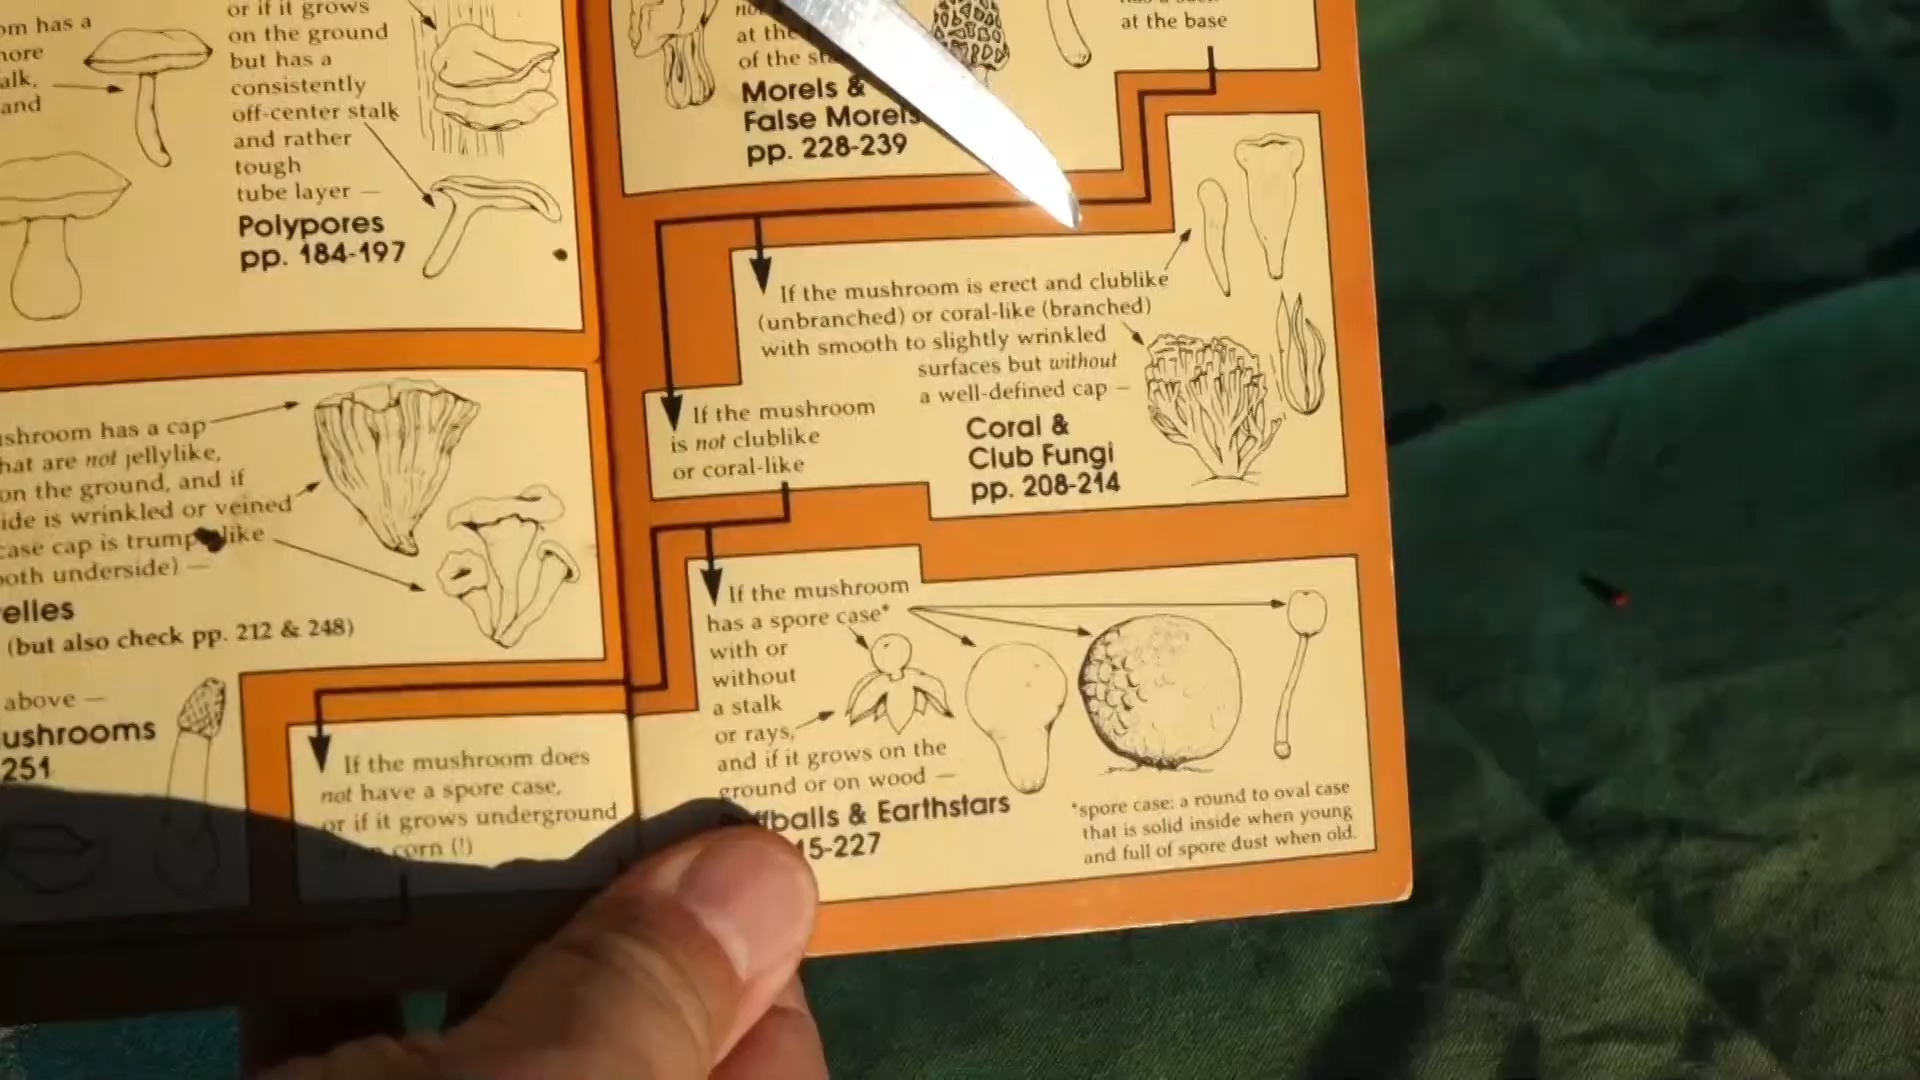 om has a
nore
alk,
and
or if it grows
on the ground
but has a
consistently
off-center stalk
and rather
tough
tube layer —
Polypores
pp. 184-197
not
at the
of the
Morels &
False Morels
pp. 228-239
at the base
If the mushroom is erect and clublike
(unbranched) or coral-like (branched)
with smooth to slightly wrinkled
surfaces but without
a well-defined cap —
Coral &
Club Fungi
pp. 208-214
If the mushroom
is not clublike
or coral-like
shroom has a cap
hat are not jellylike,
on the ground, and if
ide is wrinkled or veined
case cap is trump like
ooth underside) —
elles
(but also check pp. 212 & 248)
above —
ushrooms
251
If the mushroom
has a spore case*
with or
without
a stalk
or rays,
and if it grows on the
ground or on wood —
ffballs & Earthstars
15-227
*spore case: a round to oval case
that is solid inside when young
and full of spore dust when old.
If the mushroom does
not have a spore case,
or if it grows underground
corn (!)